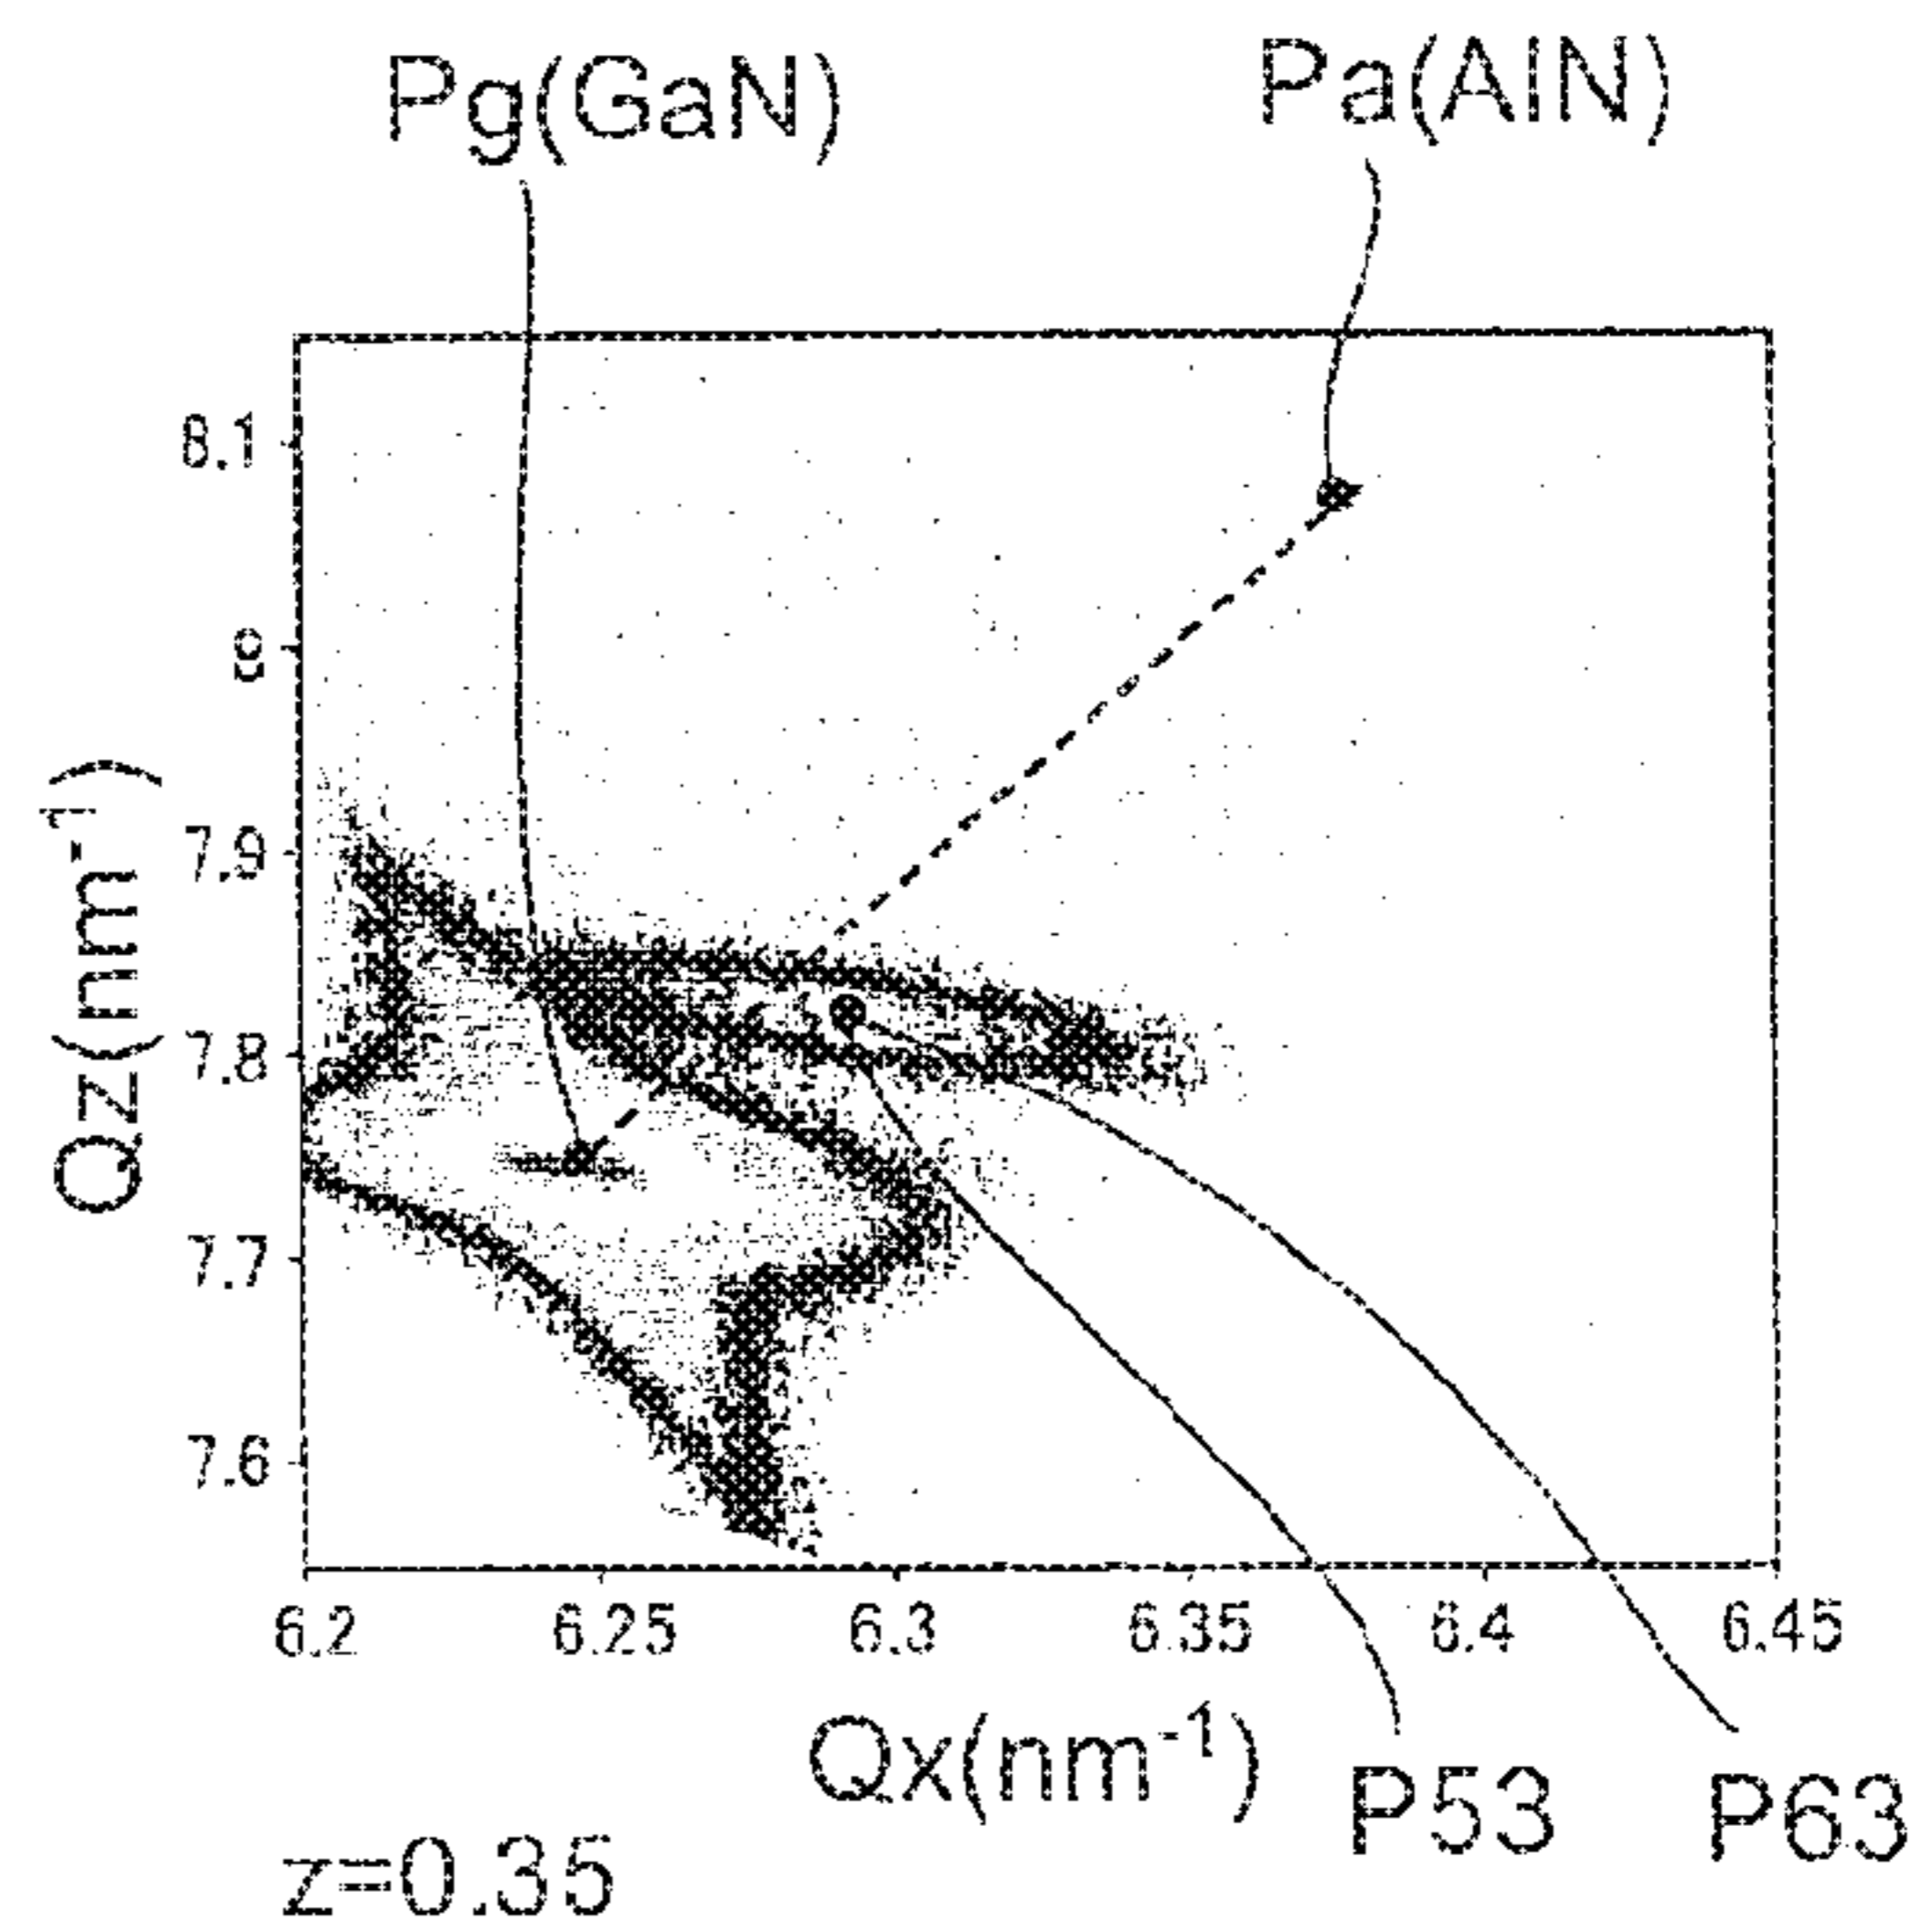 Pg(GaN)
Pa(AlN)
8.1
8
7.9
7.8
7.7
7.6
Qz(nm-1)
6.2 6.25 6.3 6.35 6.4 6.45
Qx(nm-1)
P53
P63
z=0.35